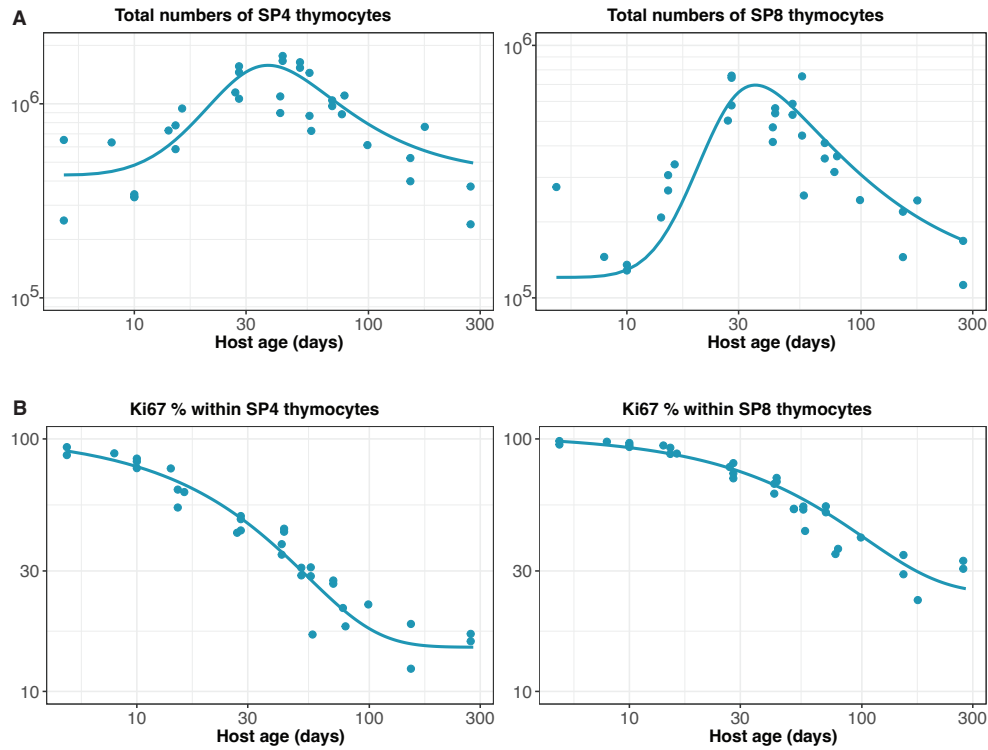 A
Total numbers of SP4 thymocytes
Total numbers of SP8 thymocytes
10^6
10^5
10 30 100 300
Host age (days)
10^6
10^5
10 30 100 300
Host age (days)
B
Ki67 % within SP4 thymocytes
Ki67 % within SP8 thymocytes
100
30
10
10 30 100 300
Host age (days)
100
30
10
10 30 100 300
Host age (days)